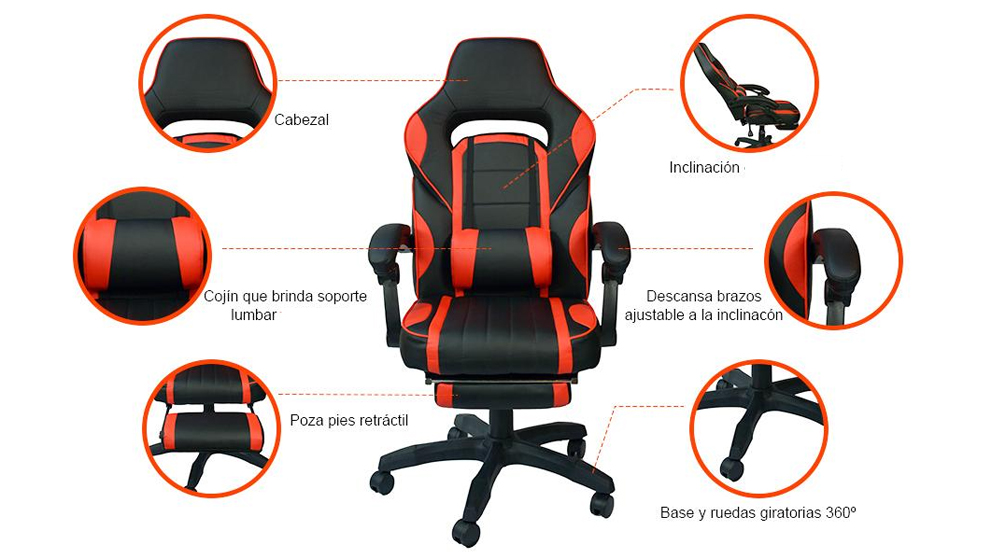 Cabezal
Inclinación
Cojín que brinda soporte
lumbar
Descansa brazos
ajustable a la inclinacón
Poza pies retráctil
Base y ruedas giratorias 360º